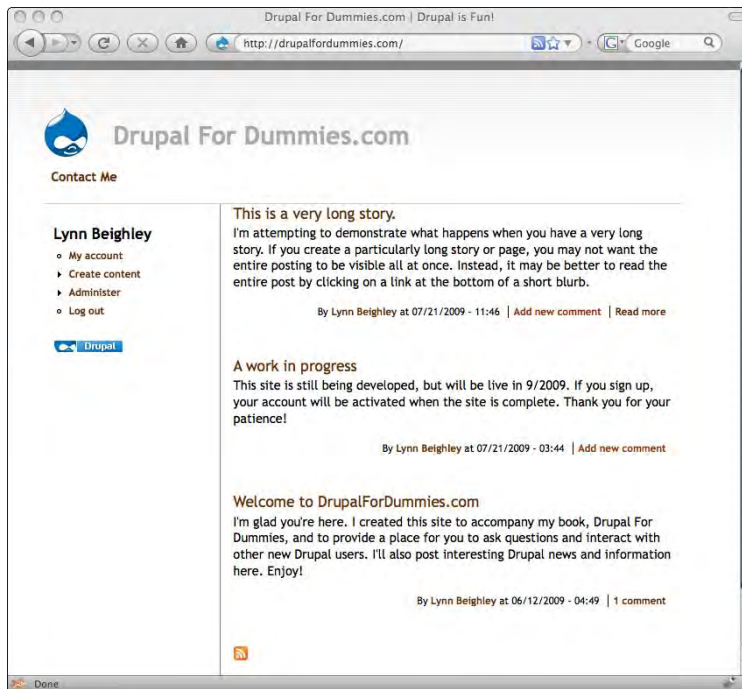 Drupal For Dummies.com | Drupal is Fun!
http://drupalfordummies.com/
G Google
Drupal For Dummies.com
Contact Me
Lynn Beighley
My account
Create content
Administer
Log out
Drupal
This is a very long story.
I'm attempting to demonstrate what happens when you have a very long
story. If you create a particularly long story or page, you may not want the
entire posting to be visible all at once. Instead, it may be better to read the
entire post by clicking on a link at the bottom of a short blurb.
By Lynn Beighley at 07/21/2009 - 11:46 | Add new comment | Read more
A work in progress
This site is still being developed, but will be live in 9/2009. If you sign up,
your account will be activated when the site is complete. Thank you for your
patience!
By Lynn Beighley at 07/21/2009 - 03:44 | Add new comment
Welcome to DrupalForDummies.com
I'm glad you're here. I created this site to accompany my book, Drupal For
Dummies, and to provide a place for you to ask questions and interact with
other new Drupal users. I'll also post interesting Drupal news and information
here. Enjoy!
By Lynn Beighley at 06/12/2009 - 04:49 | 1 comment
Done